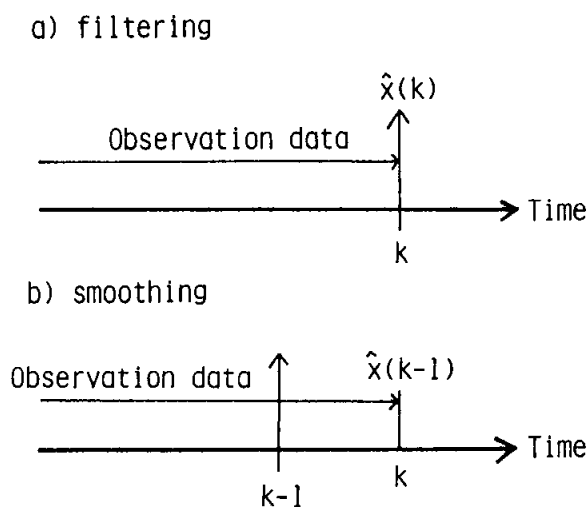 a) filtering
x̂(k)
Observation data
Time
k
b) smoothing
Observation data
x̂(k-1)
Time
k-1
k